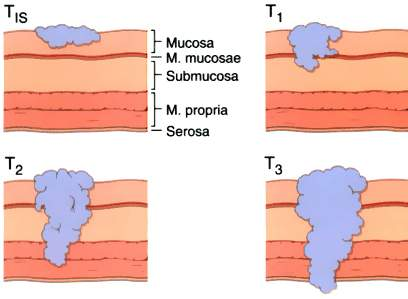 TIS
T1
Mucosa
M. mucosae
Submucosa
M. propria
Serosa
T2
T3